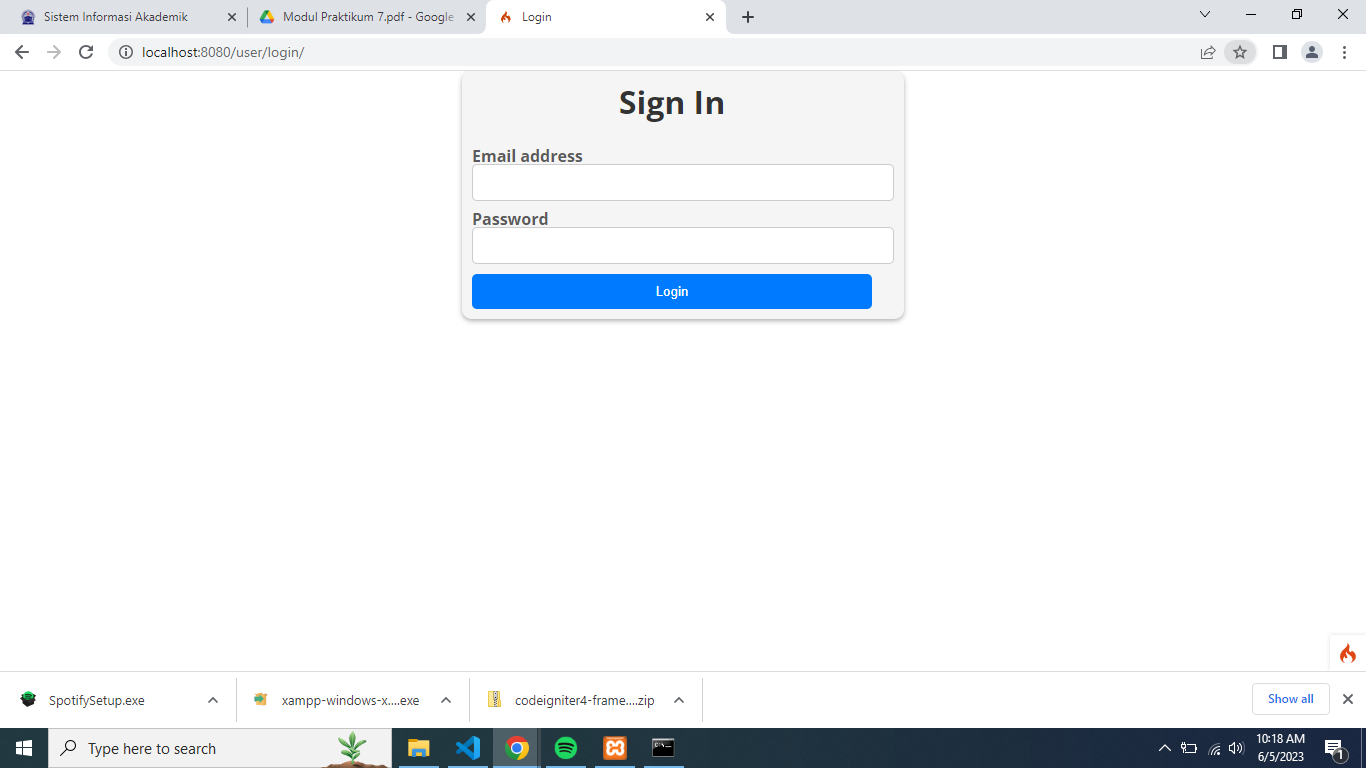 Sistem Informasi Akademik
Modul Praktikum 7.pdf - Google
Login
localhost:8080/user/login/
Sign In
Email address
Password
Login
SpotifySetup.exe
xampp-windows-x....exe
codeigniter4-frame....zip
Show all
Type here to search
10:18 AM
6/5/2023
1